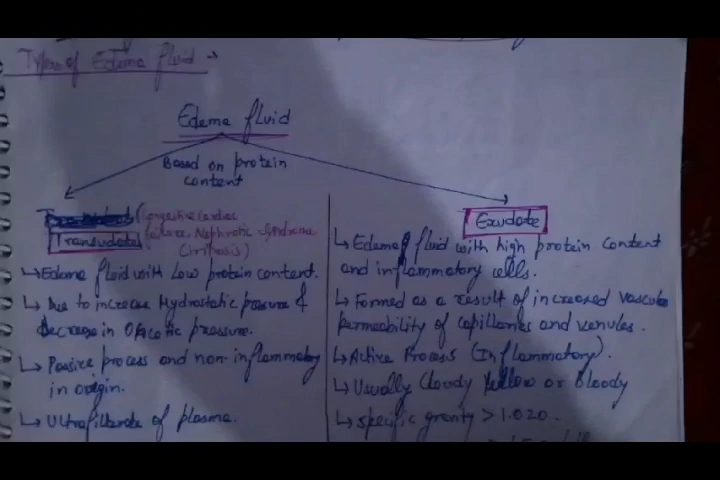 Types of Edema fluid →
Edema fluid
Based on protein
content
(Congestive Cardiac
Transudate failure, Nephrotic Syndrome
Cirrhosis)
↳ Edema fluid with Low protein content.
↳ Due to increase Hydrostatic pressure &
decrease in Oncotic pressure.
↳ Passive process and non-inflammatory
in origin.
↳ Ultrafilterate of plasma.
Exudate
↳ Edema fluid with high protein content
and inflammatory cells.
↳ Formed as a result of increased vascular
permeability of capillaries and venules.
↳ Active Process (Inflammatory).
↳ Usually Cloudy Yellow or bloody
↳ specific gravity > 1.020.